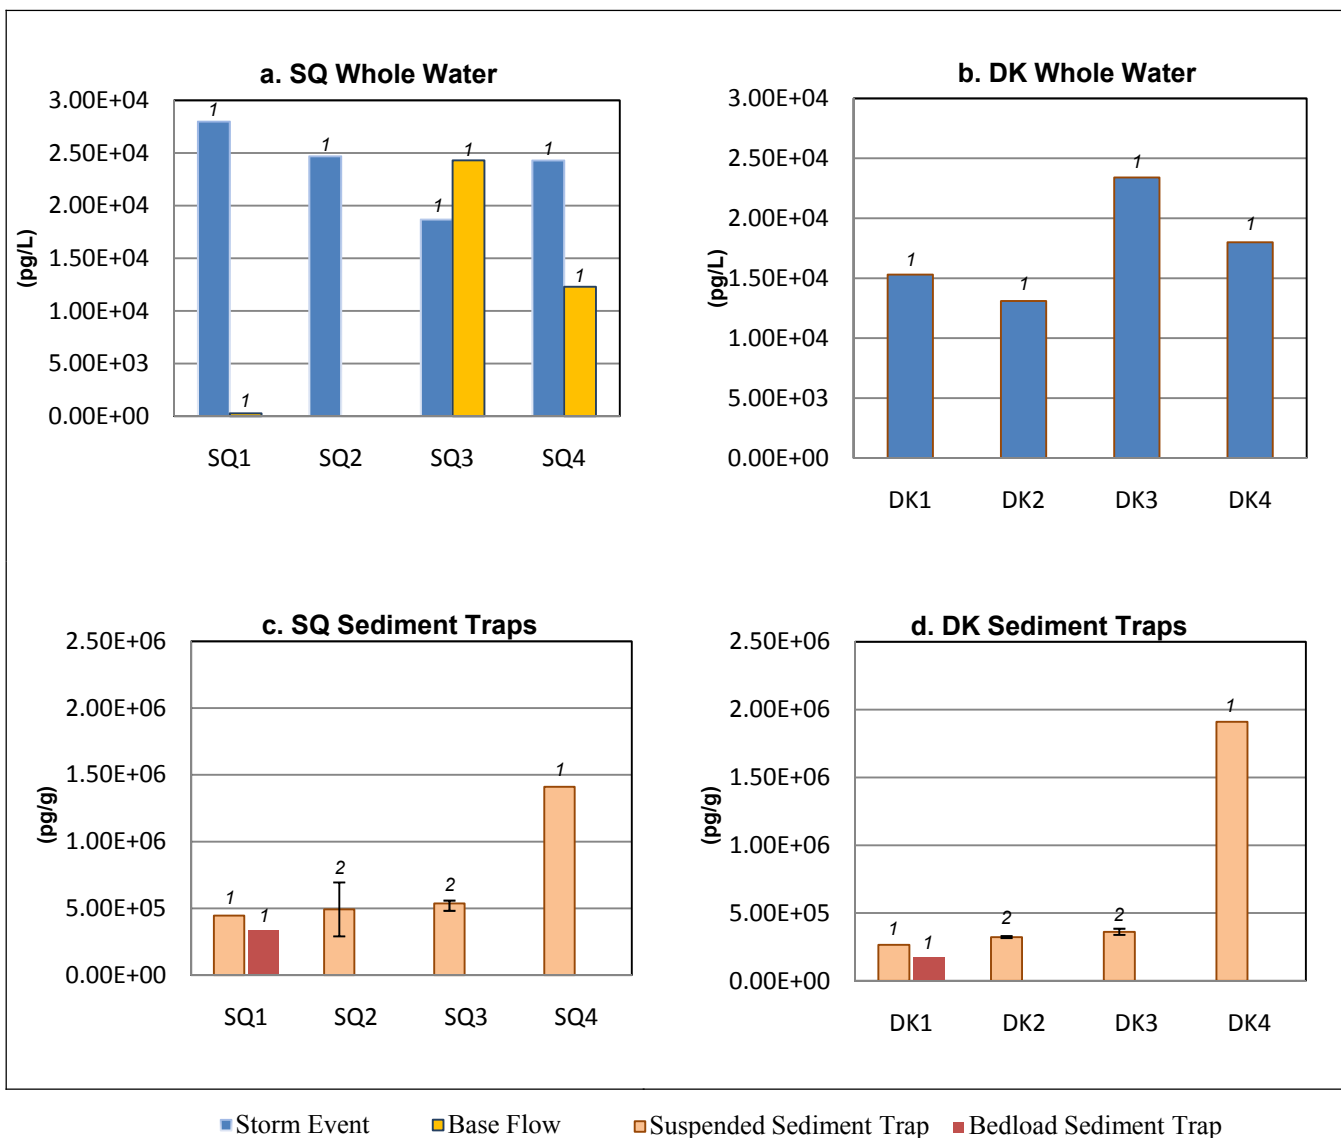 a. SQ Whole Water
3.00E+04
2.50E+04
2.00E+04
1.50E+04
1.00E+04
5.00E+03
0.00E+00
(pg/L)
1
1
1
1
1
1
1
SQ1 SQ2 SQ3 SQ4
b. DK Whole Water
3.00E+04
2.50E+04
2.00E+04
1.50E+04
1.00E+04
5.00E+03
0.00E+00
(pg/L)
1
1
1
1
DK1 DK2 DK3 DK4
c. SQ Sediment Traps
2.50E+06
2.00E+06
1.50E+06
1.00E+06
5.00E+05
0.00E+00
(pg/g)
1
1
2
2
1
SQ1 SQ2 SQ3 SQ4
d. DK Sediment Traps
2.50E+06
2.00E+06
1.50E+06
1.00E+06
5.00E+05
0.00E+00
(pg/g)
1
1
2
2
1
DK1 DK2 DK3 DK4
Storm Event Base Flow Suspended Sediment Trap Bedload Sediment Trap